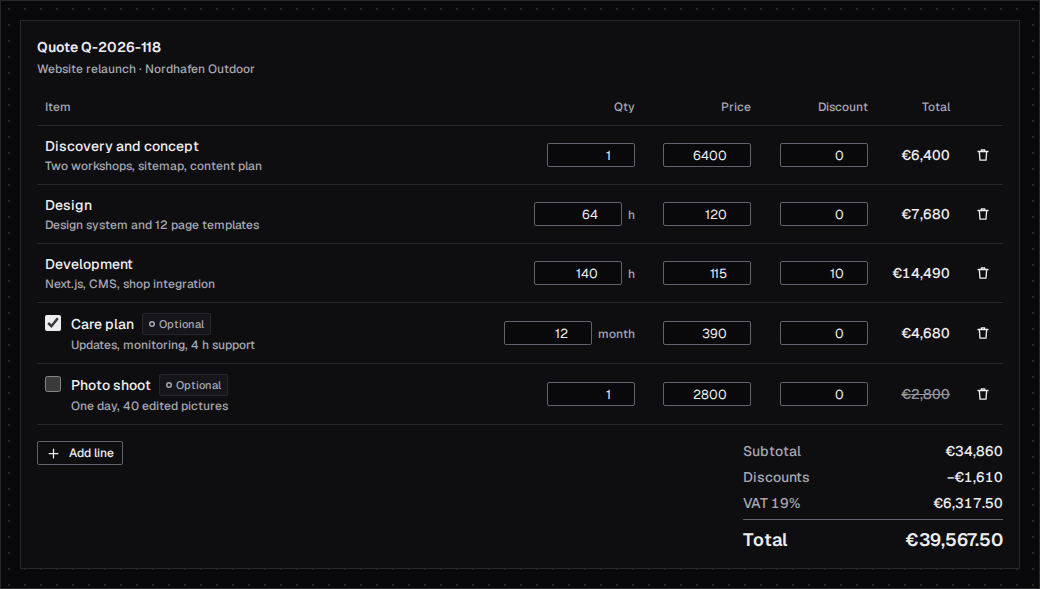 Quote Q-2026-118
Website relaunch · Nordhafen Outdoor
Item Qty Price Discount Total
Discovery and concept
Two workshops, sitemap, content plan
1 6400 0 €6,400
Design
Design system and 12 page templates
64 h 120 0 €7,680
Development
Next.js, CMS, shop integration
140 h 115 10 €14,490
Care plan Optional
Updates, monitoring, 4 h support
12 month 390 0 €4,680
Photo shoot Optional
One day, 40 edited pictures
1 2800 0 €2,800
Add line
Subtotal €34,860
Discounts −€1,610
VAT 19% €6,317.50
Total €39,567.50